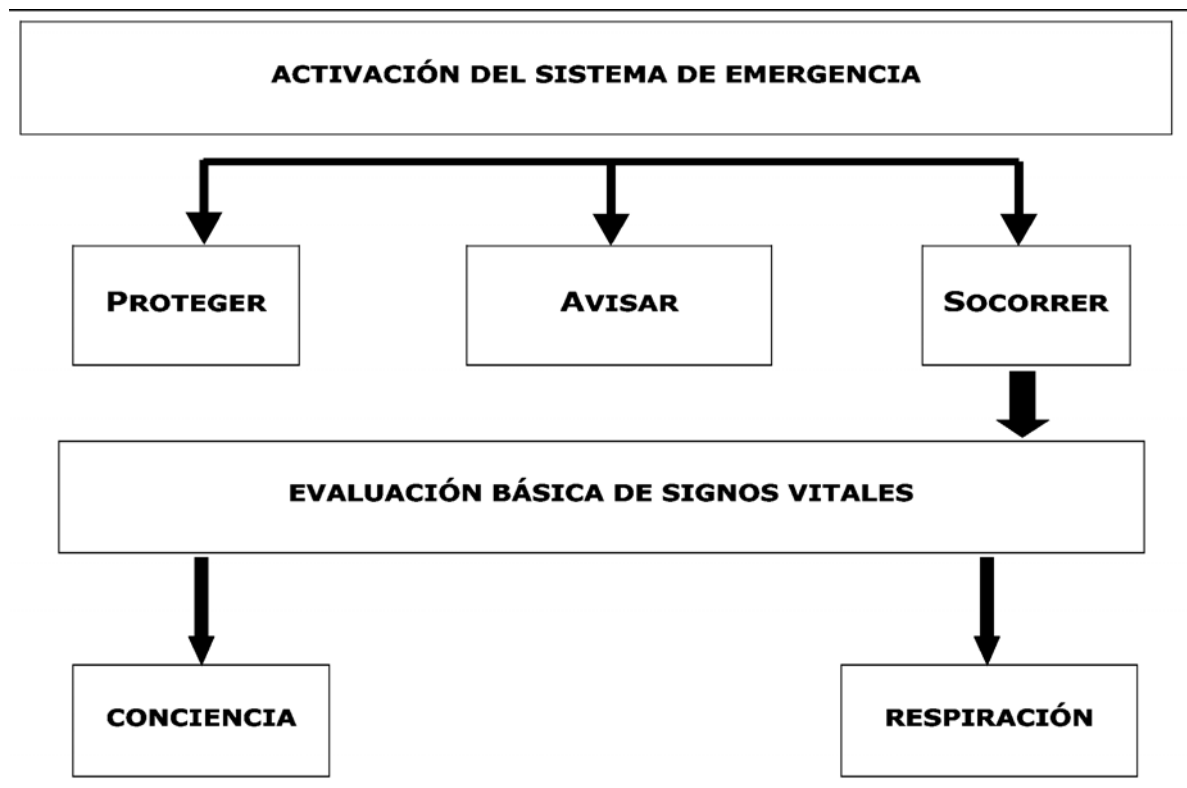 ACTIVACIÓN DEL SISTEMA DE EMERGENCIA
PROTEGER
AVISAR
SOCORRER
EVALUACIÓN BÁSICA DE SIGNOS VITALES
CONCIENCIA
RESPIRACIÓN